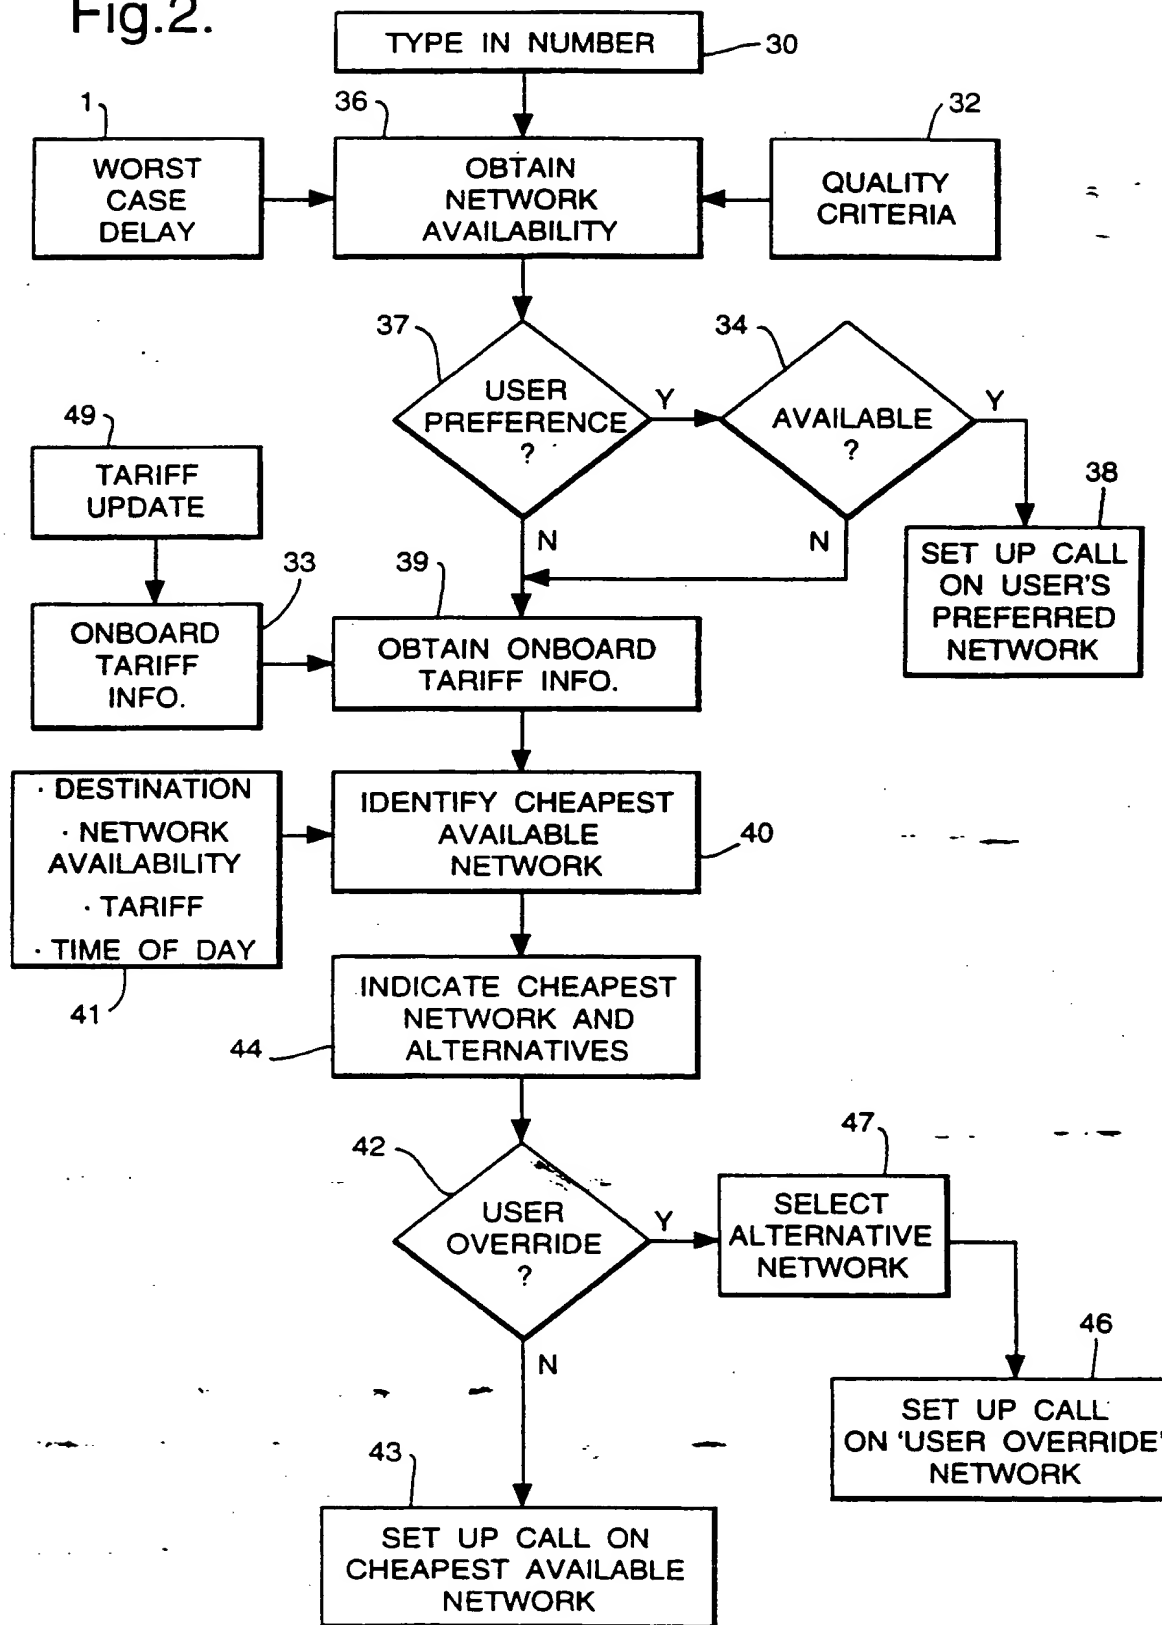 Fig.2.
TYPE IN NUMBER
30
1
36
32
WORST
CASE
DELAY
OBTAIN
NETWORK
AVAILABILITY
QUALITY
CRITERIA
37
34
USER
PREFERENCE
?
Y
AVAILABLE
?
Y
N
N
49
TARIFF
UPDATE
38
SET UP CALL
ON USER'S
PREFERRED
NETWORK
33
39
ONBOARD
TARIFF
INFO.
OBTAIN ONBOARD
TARIFF INFO.
· DESTINATION
· NETWORK
AVAILABILITY
· TARIFF
· TIME OF DAY
41
IDENTIFY CHEAPEST
AVAILABLE
NETWORK
40
INDICATE CHEAPEST
NETWORK AND
ALTERNATIVES
44
42
USER
OVERRIDE
?
Y
N
47
SELECT
ALTERNATIVE
NETWORK
46
SET UP CALL
ON 'USER OVERRIDE'
NETWORK
43
SET UP CALL ON
CHEAPEST AVAILABLE
NETWORK